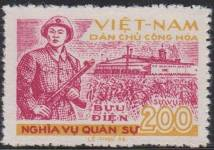 VIỆT-NAM
DÂN CHỦ CỘNG HÒA
BƯU
ĐIỆN
200
NGHĨA VỤ QUÂN SỰ